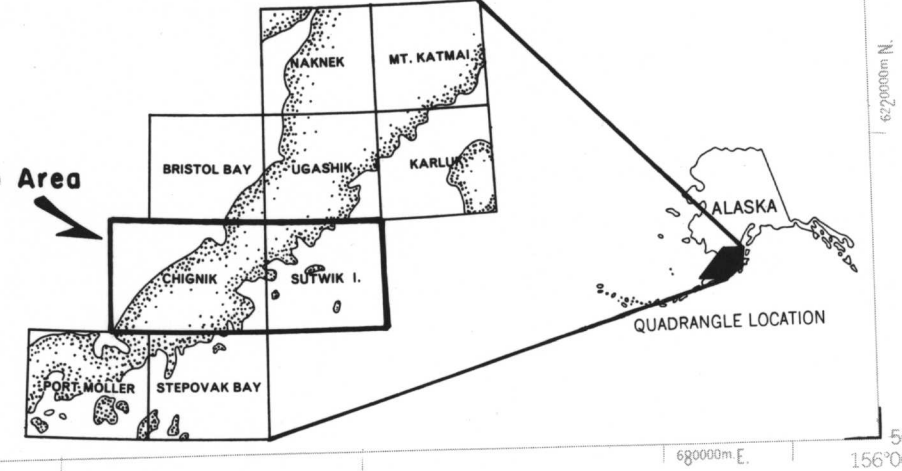 NAKNEK
MT. KATMAI
BRISTOL BAY
UGASHIK
KARLUK
Area
CHIGNIK
SUTWIK I.
PORT MOLLER
STEPOVAK BAY
ALASKA
QUADRANGLE LOCATION
6220000m N.
680000m. E.
156°0